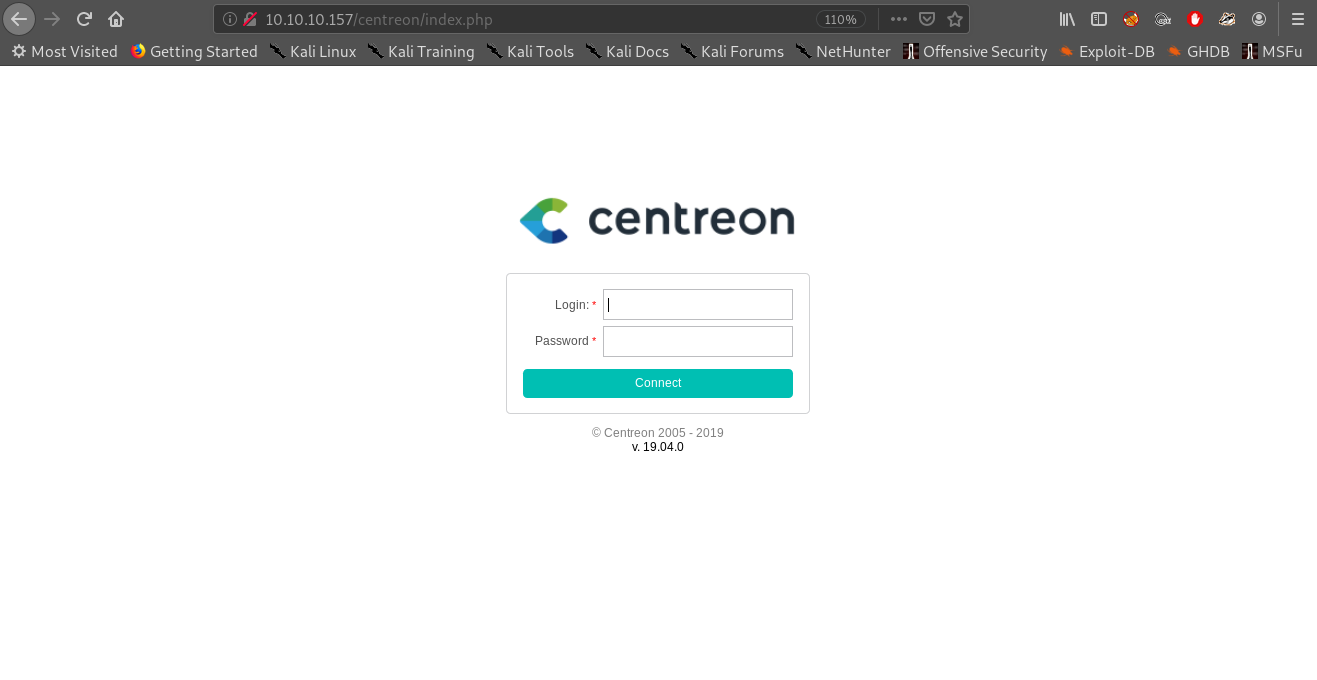 10.10.10.157/centreon/index.php 110%
Most Visited Getting Started Kali Linux Kali Training Kali Tools Kali Docs Kali Forums NetHunter Offensive Security Exploit-DB GHDB MSFu
centreon
Login: *
Password *
Connect
© Centreon 2005 - 2019
v. 19.04.0